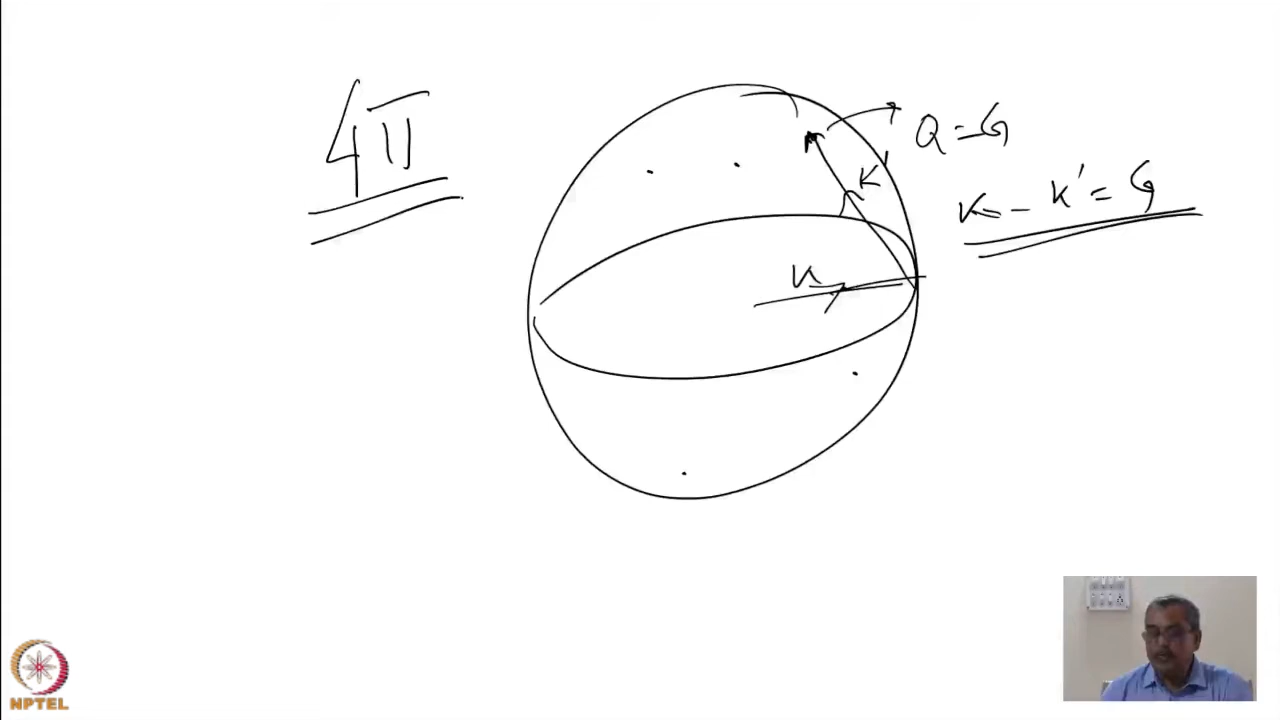 4π
Q = G
K'
K - K' = G
K
NPTEL